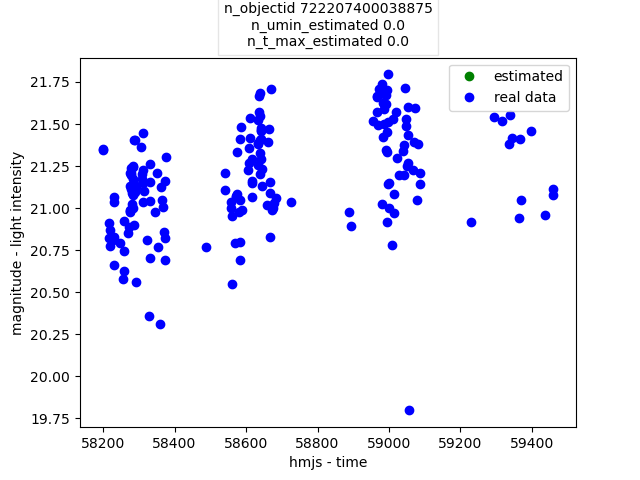 n_objectid 722207400038875
n_umin_estimated 0.0
n_t_max_estimated 0.0
estimated
real data
magnitude - light intensity
21.75
21.50
21.25
21.00
20.75
20.50
20.25
20.00
19.75
58200 58400 58600 58800 59000 59200 59400
hmjs - time